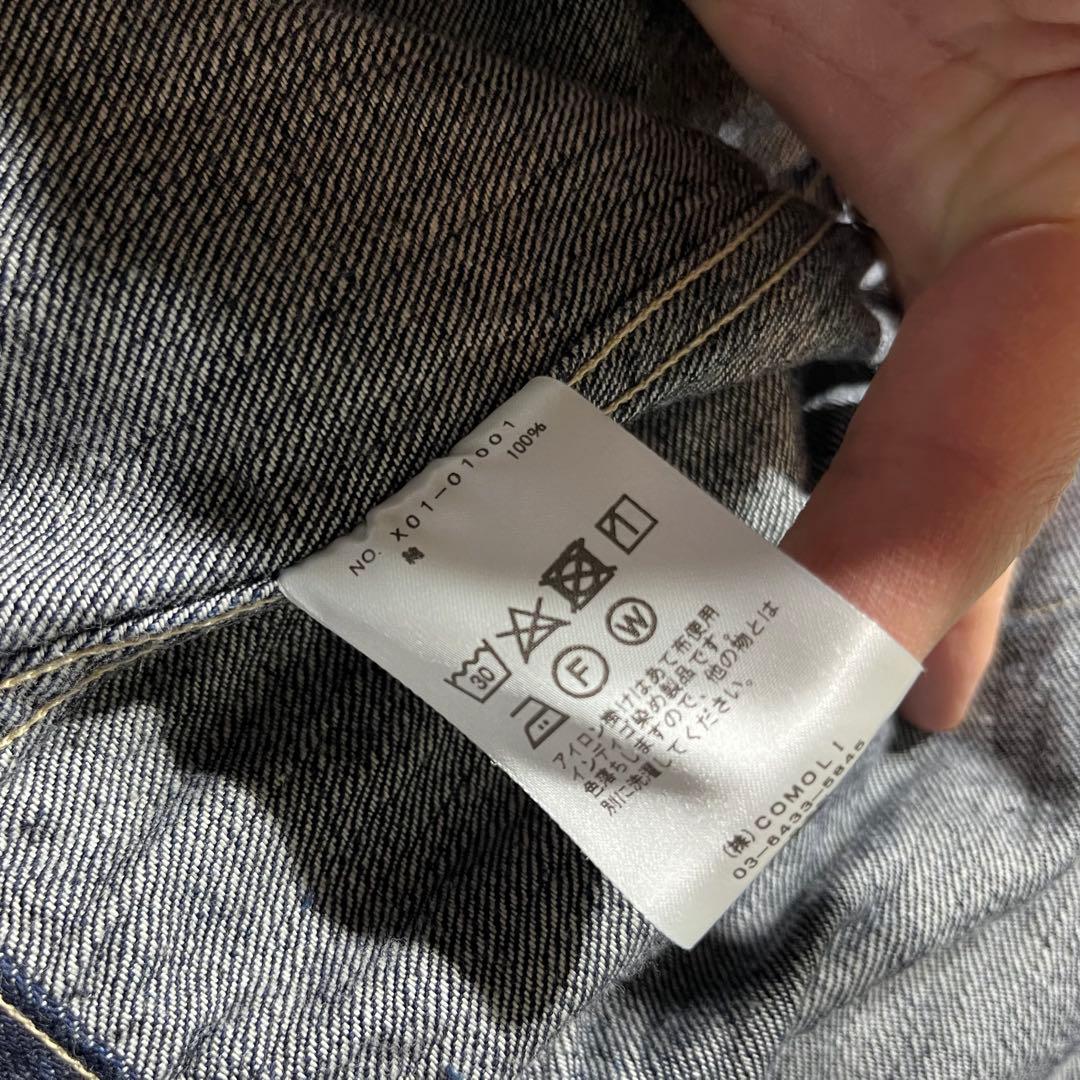 NO. X01-01001
綿 100%
30
F W
アイロン掛けはあて布使用
インディゴ染め製品です。
色落ちしますので、他の物とは
別に洗濯してください。
(株) COMOLI
03-6433-5845